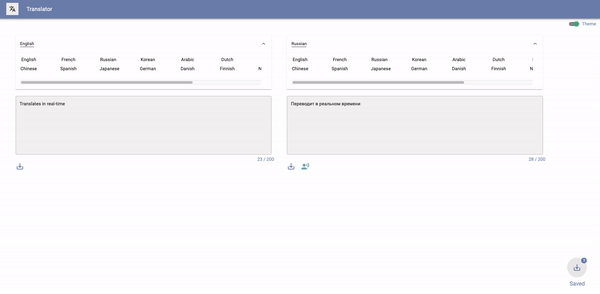 Translator
Theme
English
English French Russian Korean Arabic Dutch
Chinese Spanish Japanese German Danish Finnish N
Russian
English French Russian Korean Arabic Dutch I
Chinese Spanish Japanese German Danish Finnish N
Translates in real-time
23 / 200
Переводит в реальном времени
28 / 200
Saved